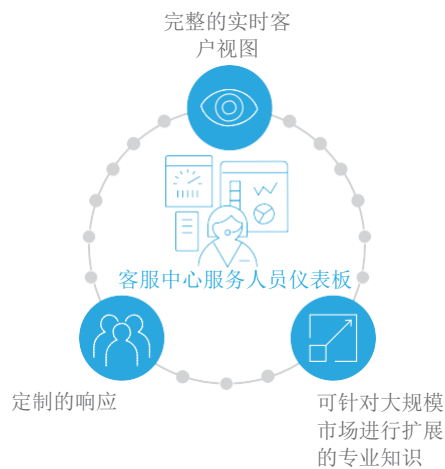 完整的实时客
户视图
客服中心服务人员仪表板
定制的响应
可针对大规模
市场进行扩展
的专业知识